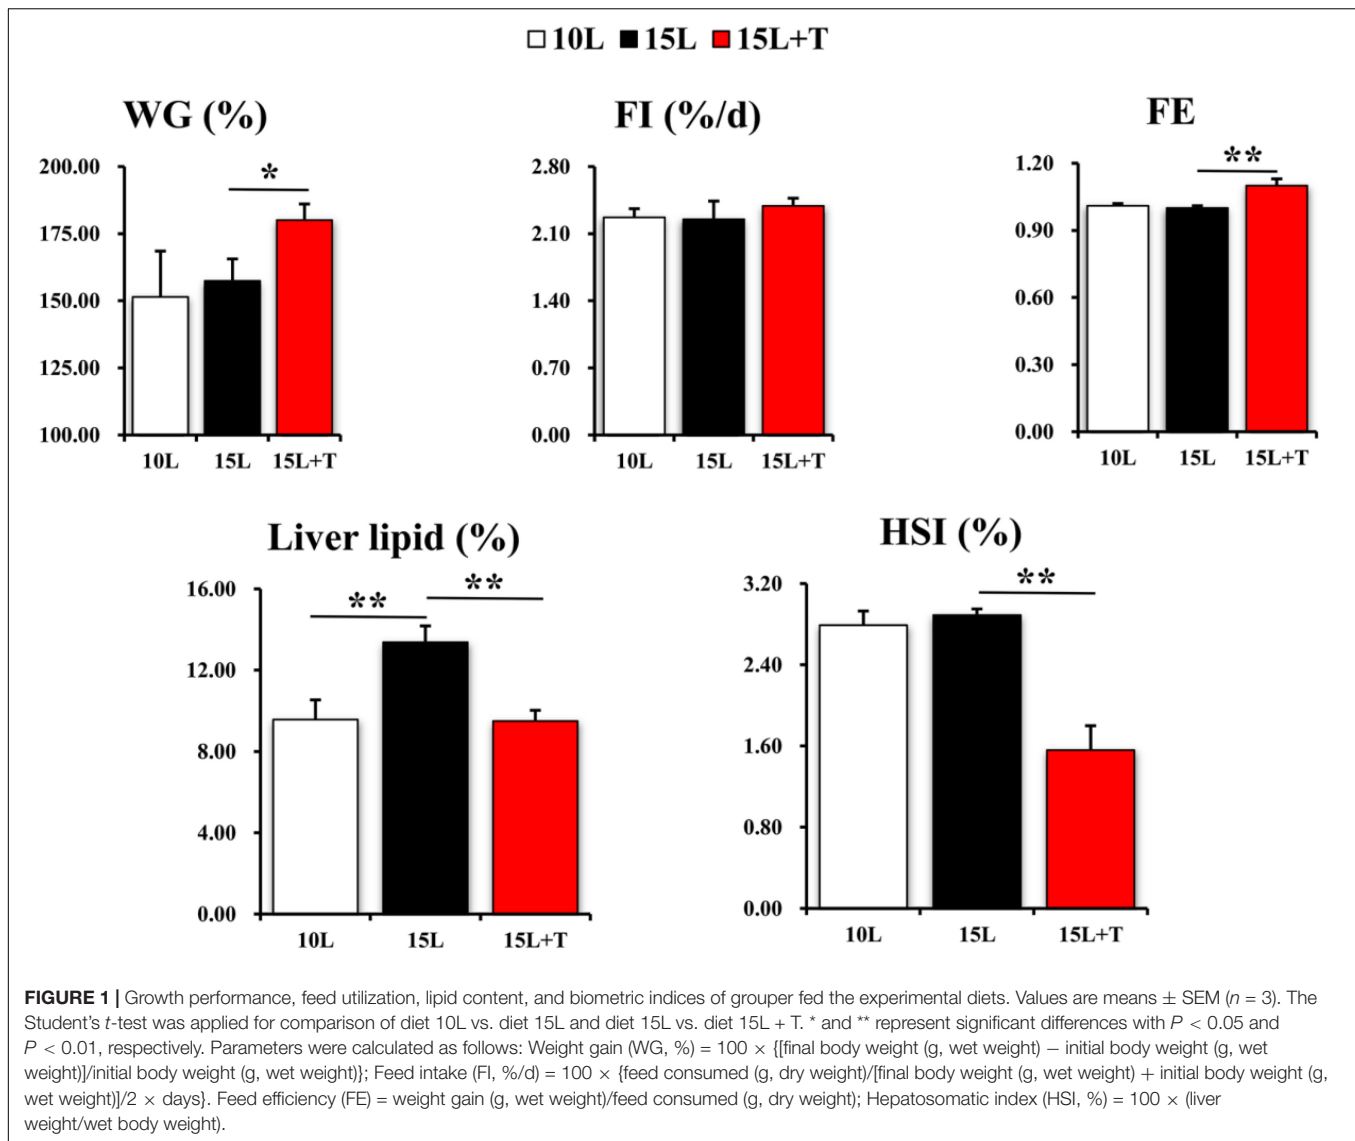 10L 15L 15L+T
WG (%)
200.00
175.00
150.00
125.00
100.00
*
10L 15L 15L+T
FI (%/d)
2.80
2.10
1.40
0.70
0.00
10L 15L 15L+T
FE
1.20
0.90
0.60
0.30
0.00
**
10L 15L 15L+T
Liver lipid (%)
16.00
12.00
8.00
4.00
0.00
** **
10L 15L 15L+T
HSI (%)
3.20
2.40
1.60
0.80
0.00
**
10L 15L 15L+T
FIGURE 1 | Growth performance, feed utilization, lipid content, and biometric indices of grouper fed the experimental diets. Values are means ± SEM (n = 3). The
Student's t-test was applied for comparison of diet 10L vs. diet 15L and diet 15L vs. diet 15L + T. * and ** represent significant differences with P < 0.05 and
P < 0.01, respectively. Parameters were calculated as follows: Weight gain (WG, %) = 100 × {[final body weight (g, wet weight) − initial body weight (g, wet
weight)]/initial body weight (g, wet weight)}; Feed intake (FI, %/d) = 100 × {feed consumed (g, dry weight)/[final body weight (g, wet weight) + initial body weight (g,
wet weight)]/2 × days}. Feed efficiency (FE) = weight gain (g, wet weight)/feed consumed (g, dry weight); Hepatosomatic index (HSI, %) = 100 × (liver
weight/wet body weight).